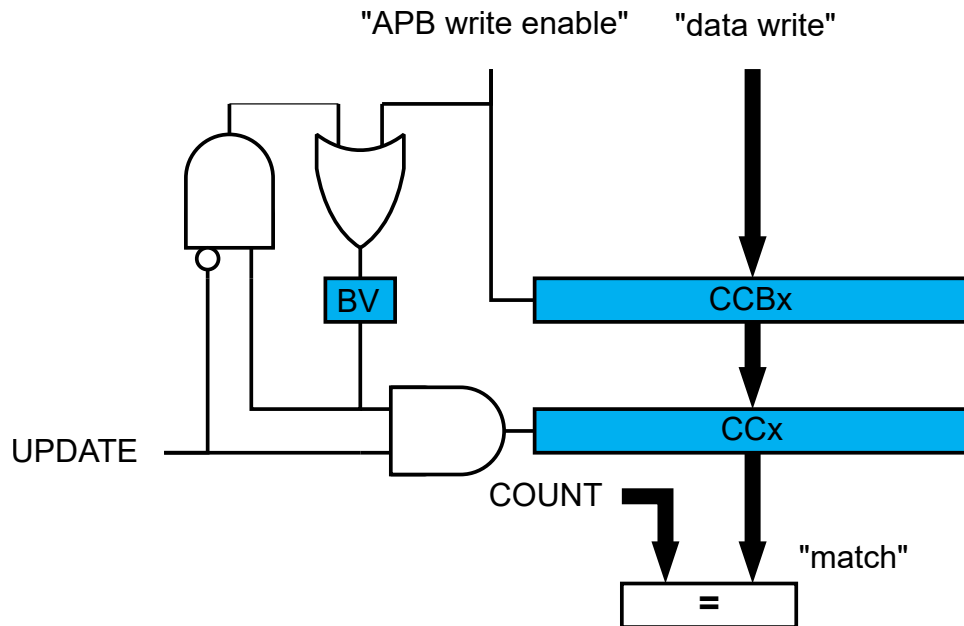 "APB write enable"
"data write"
BV
CCBx
CCx
UPDATE
COUNT
"match"
=